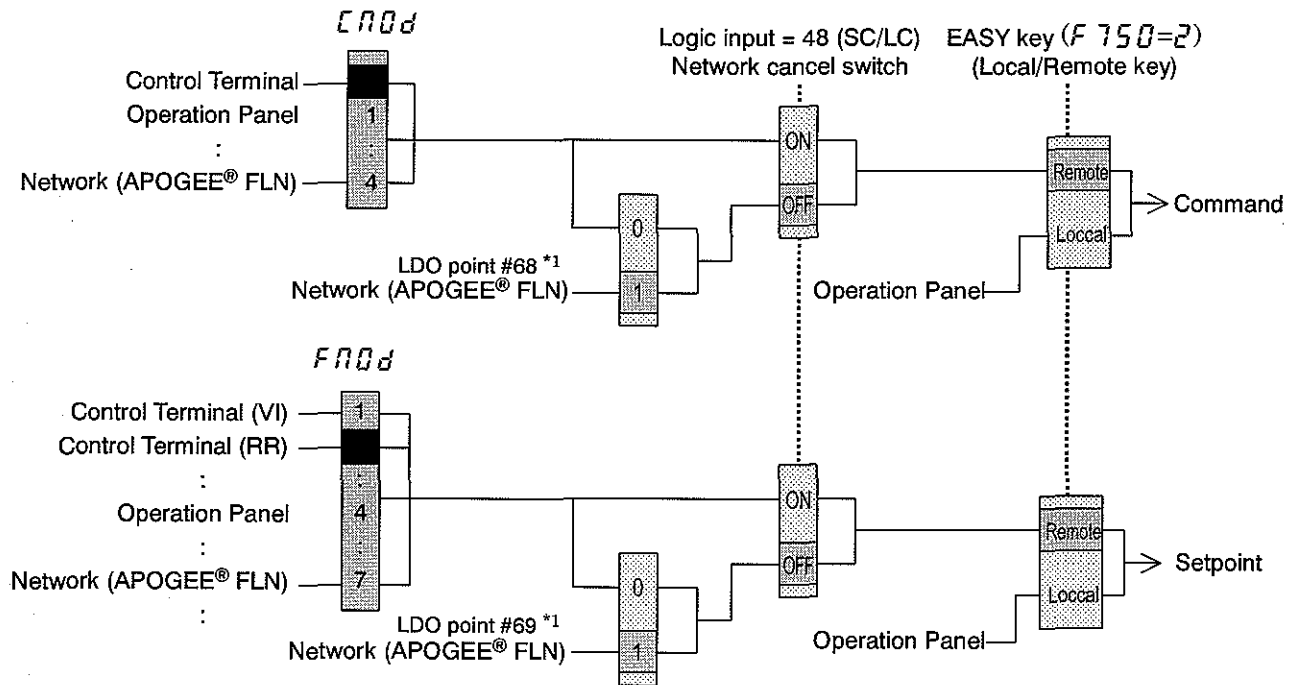 CMOd
Logic input = 48 (SC/LC)
Network cancel switch
EASY key (F750=2)
(Local/Remote key)
Control Terminal
Operation Panel
1
:
:
Network (APOGEE® FLN)
4
ON
OFF
Remote
Loccal
Command
0
LDO point #68 *1
Network (APOGEE® FLN)
1
Operation Panel
FMOd
Control Terminal (VI)
1
Control Terminal (RR)
:
:
Operation Panel
4
:
:
Network (APOGEE® FLN)
7
:
ON
OFF
Remote
Loccal
Setpoint
0
LDO point #69 *1
Network (APOGEE® FLN)
1
Operation Panel